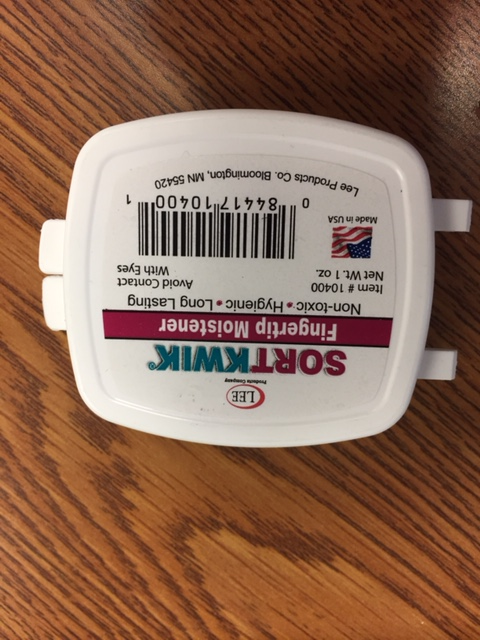 LEE
Products Company
SORTKWIK®
Fingertip Moistener
Non-toxic • Hygienic • Long Lasting
Item # 10400
Net Wt. 1 oz.
Avoid Contact
With Eyes
Made in USA
0 84417 10400 1
Lee Products Co. Bloomington, MN 55420